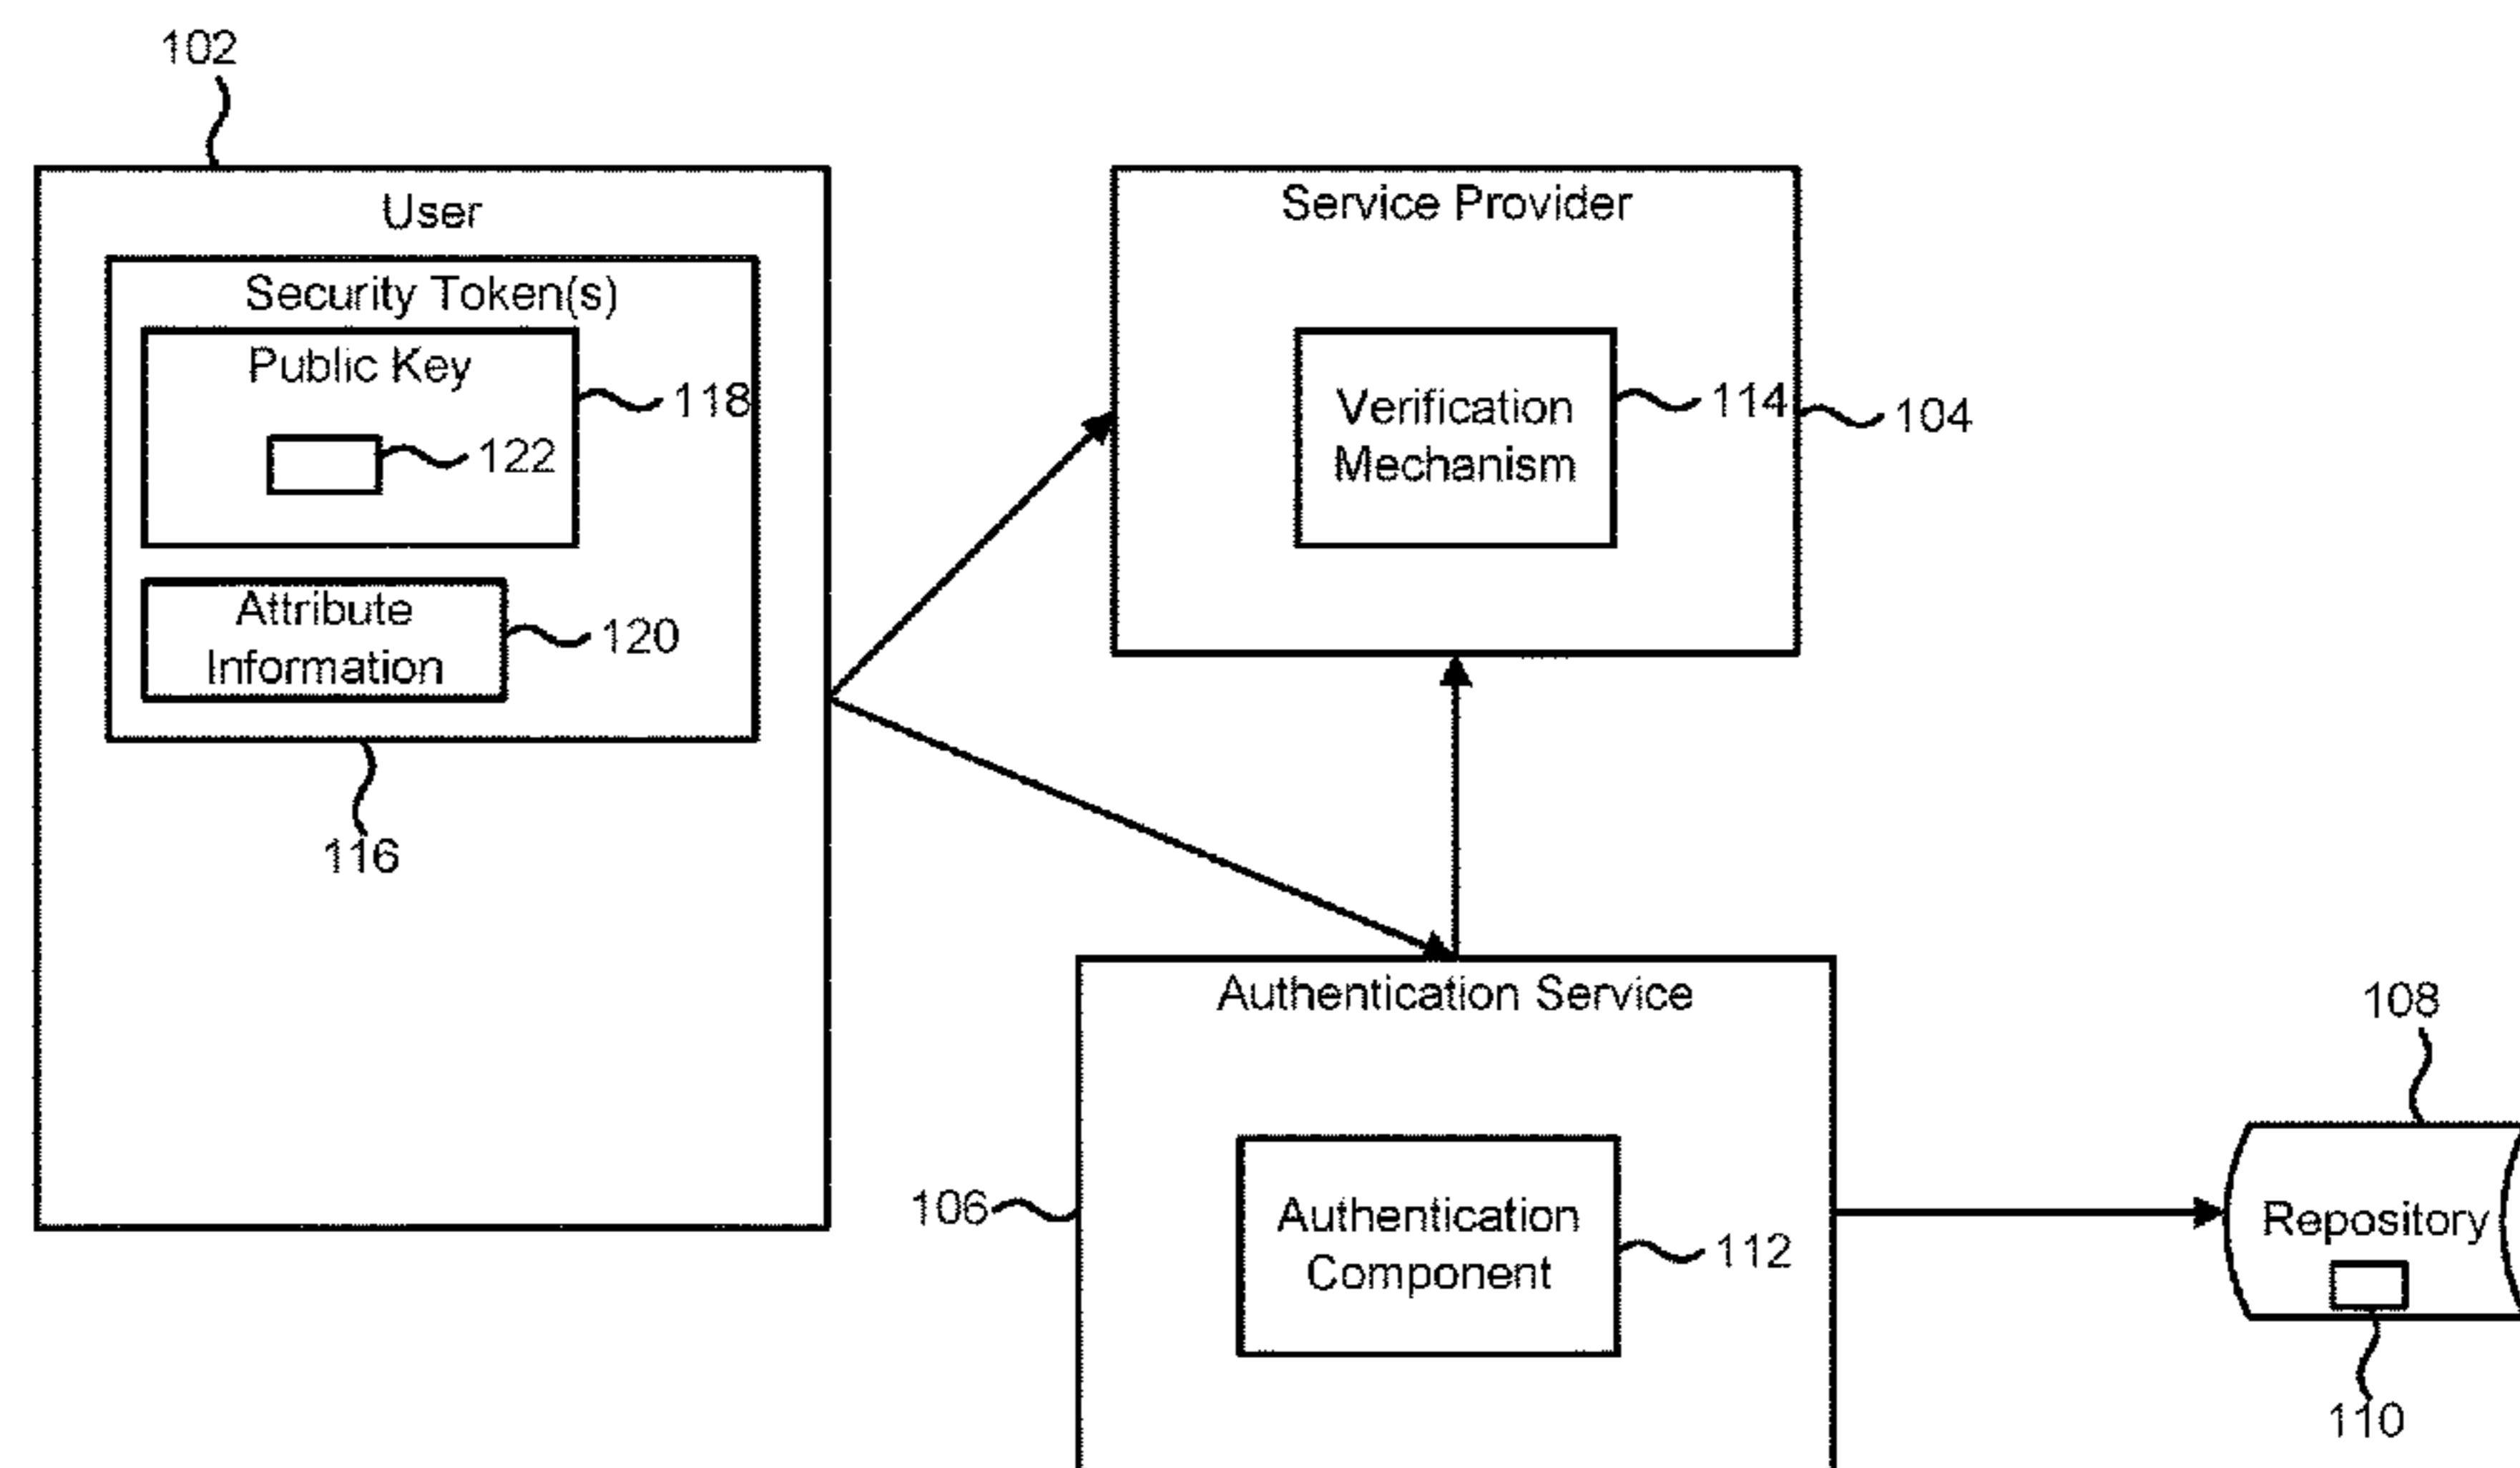 102
User
Security Token(s)
Public Key
118
122
Attribute
Information
120
116
Service Provider
Verification
Mechanism
114
104
Authentication Service
106
Authentication
Component
112
108
Repository
110